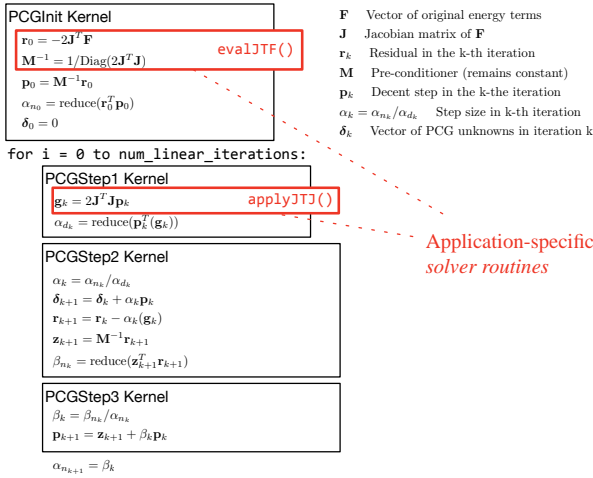 PCGInit Kernel
r₀ = −2JᵀF
M⁻¹ = 1/Diag(2JᵀJ)
evalJTF()
p₀ = M⁻¹r₀
α_{n₀} = reduce(r₀ᵀp₀)
δ₀ = 0
F Vector of original energy terms
J Jacobian matrix of F
r_k Residual in the k-th iteration
M Pre-conditioner (remains constant)
p_k Decent step in the k-the iteration
α_k = α_{n_k}/α_{d_k} Step size in k-th iteration
δ_k Vector of PCG unknowns in iteration k
for i = 0 to num_linear_iterations:
PCGStep1 Kernel
g_k = 2JᵀJp_k
applyJTJ()
α_{d_k} = reduce(p_kᵀ(g_k))
Application-specific
solver routines
PCGStep2 Kernel
α_k = α_{n_k}/α_{d_k}
δ_{k+1} = δ_k + α_k p_k
r_{k+1} = r_k − α_k(g_k)
z_{k+1} = M⁻¹r_{k+1}
β_{n_k} = reduce(z_{k+1}ᵀ r_{k+1})
PCGStep3 Kernel
β_k = β_{n_k}/α_{n_k}
p_{k+1} = z_{k+1} + β_k p_k
α_{n_{k+1}} = β_k